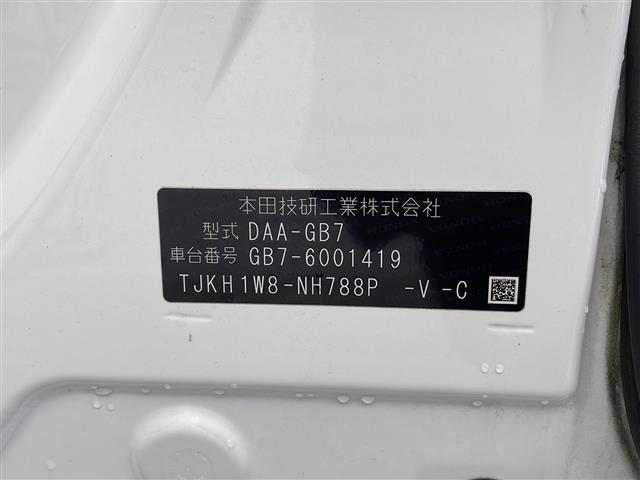 本田技研工業株式会社
型式 DAA-GB7
車台番号 GB7-6001419
TJKH1W8-NH788P -V -C